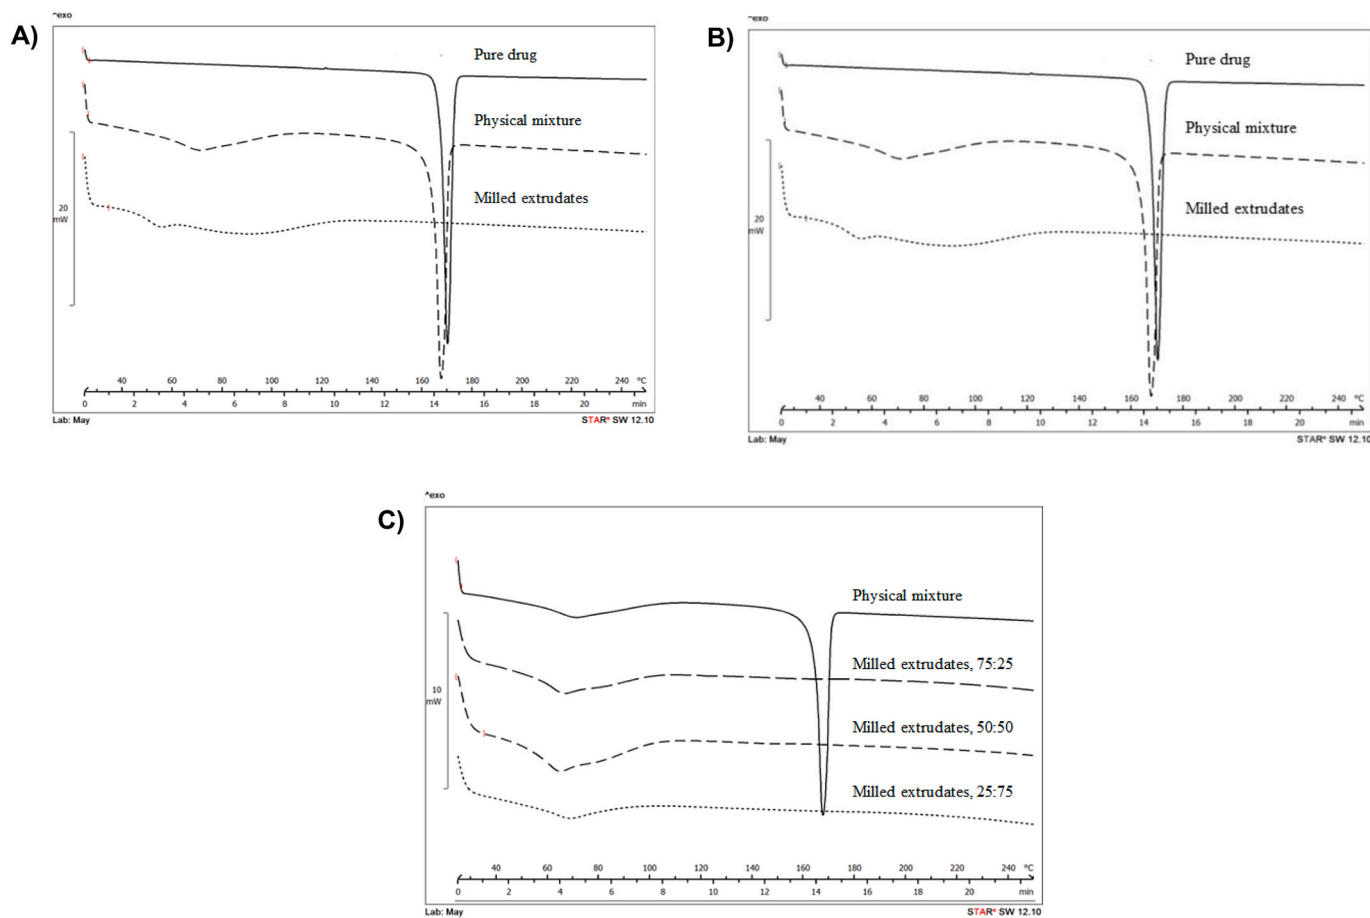 ^exo
A)
Pure drug
Physical mixture
Milled extrudates
20
mW
40 60 80 100 120 140 160 180 200 220 240 °C
0 2 4 6 8 10 12 14 16 18 20 min
Lab: May
STARe SW 12.10
^exo
B)
Pure drug
Physical mixture
Milled extrudates
20
mW
40 60 80 100 120 140 160 180 200 220 240 °C
0 2 4 6 8 10 12 14 16 18 20 min
Lab: May
STARe SW 12.10
^exo
C)
Physical mixture
Milled extrudates, 75:25
Milled extrudates, 50:50
Milled extrudates, 25:75
10
mW
40 60 80 100 120 140 160 180 200 220 240 °C
0 2 4 6 8 10 12 14 16 18 20 min
Lab: May
STARe SW 12.10